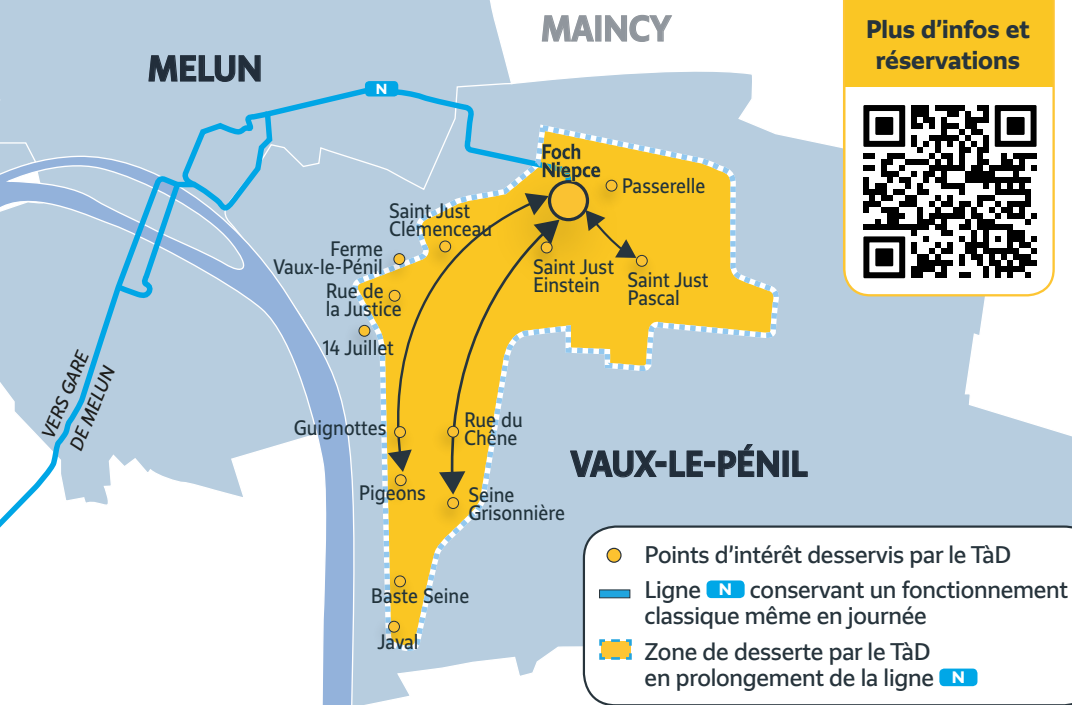 MAINCY
Plus d'infos et
réservations
MELUN
N
Foch
Niepce
Passerelle
Saint Just
Clémenceau
Ferme
Vaux-le-Pénil
Saint Just
Einstein
Saint Just
Pascal
Rue de
la Justice
14 Juillet
VERS GARE
DE MELUN
Guignottes
Rue du
Chêne
VAUX-LE-PÉNIL
Pigeons
Seine
Grisonnière
Baste Seine
Javal
Points d'intérêt desservis par le TàD
Ligne N conservant un fonctionnement
classique même en journée
Zone de desserte par le TàD
en prolongement de la ligne N